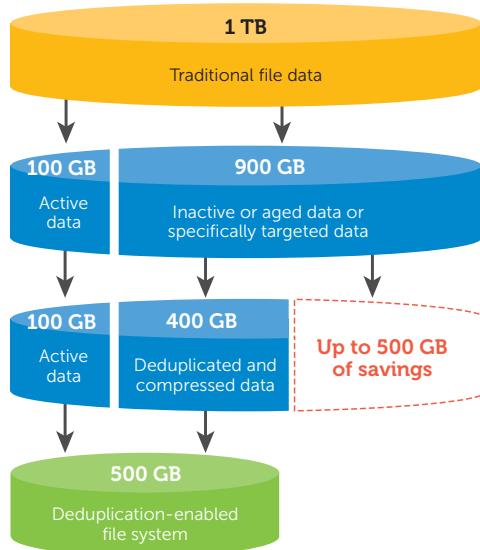 1 TB
Traditional file data
100 GB
900 GB
Active
data
Inactive or aged data or
specifically targeted data
100 GB
400 GB
Active
data
Deduplicated and
compressed data
Up to 500 GB
of savings
500 GB
Deduplication-enabled
file system